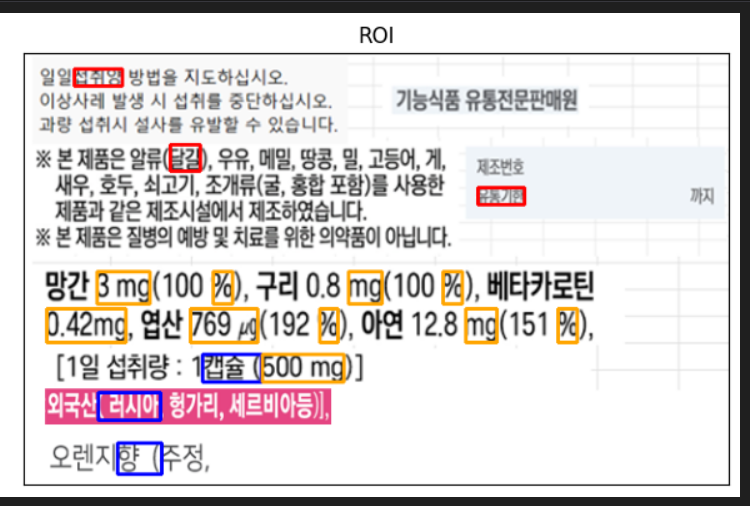 ROI
일일섭취양 방법을 지도하십시오.
이상사례 발생 시 섭취를 중단하십시오.
과량 섭취시 설사를 유발할 수 있습니다.
기능식품 유통전문판매원
※ 본 제품은 알류(달걀), 우유, 메밀, 땅콩, 밀, 고등어, 게,
새우, 호두, 쇠고기, 조개류(굴, 홍합 포함)를 사용한
제품과 같은 제조시설에서 제조하였습니다.
※ 본 제품은 질병의 예방 및 치료를 위한 의약품이 아닙니다.
제조번호
유통기한 까지
망간 3 mg(100 %), 구리 0.8 mg(100 %), 베타카로틴
0.42mg, 엽산 769 ㎍(192 %), 아연 12.8 mg(151 %),
[1일 섭취량 : 1캡슐 (500 mg)]
외국산( 러시아, 헝가리, 세르비아등)],
오렌지향 (주정,